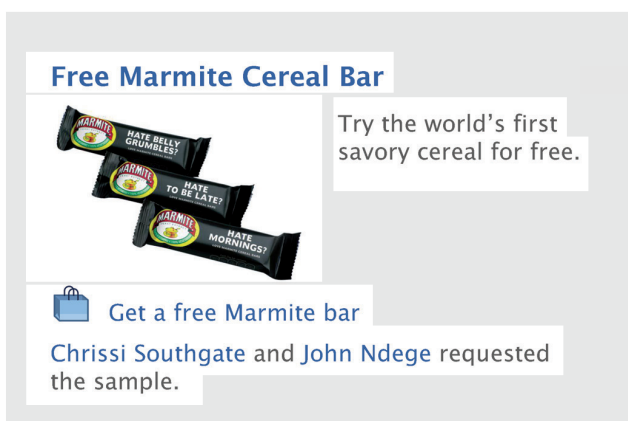 Free Marmite Cereal Bar
Try the world's first
savory cereal for free.
MARMITE
HATE BELLY
GRUMBLES?
MARMITE
HATE
TO BE LATE?
MARMITE
HATE
MORNINGS?
Get a free Marmite bar
Chrissi Southgate and John Ndege requested
the sample.